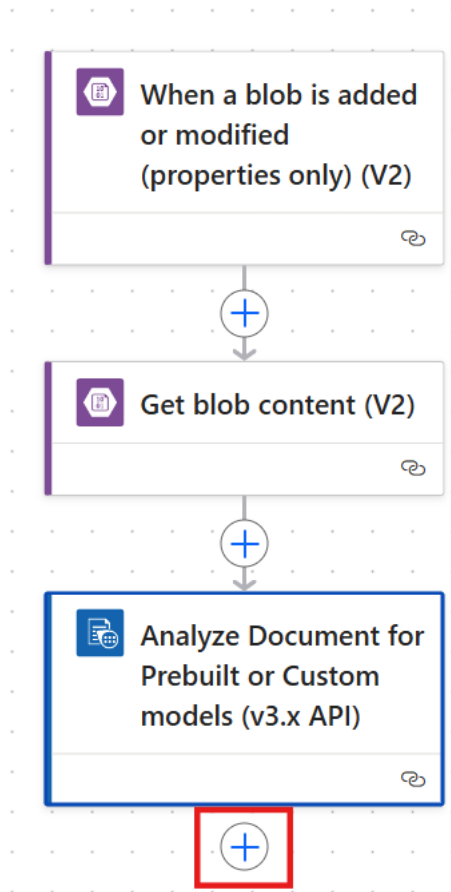 When a blob is added
or modified
(properties only) (V2)
Get blob content (V2)
Analyze Document for
Prebuilt or Custom
models (v3.x API)